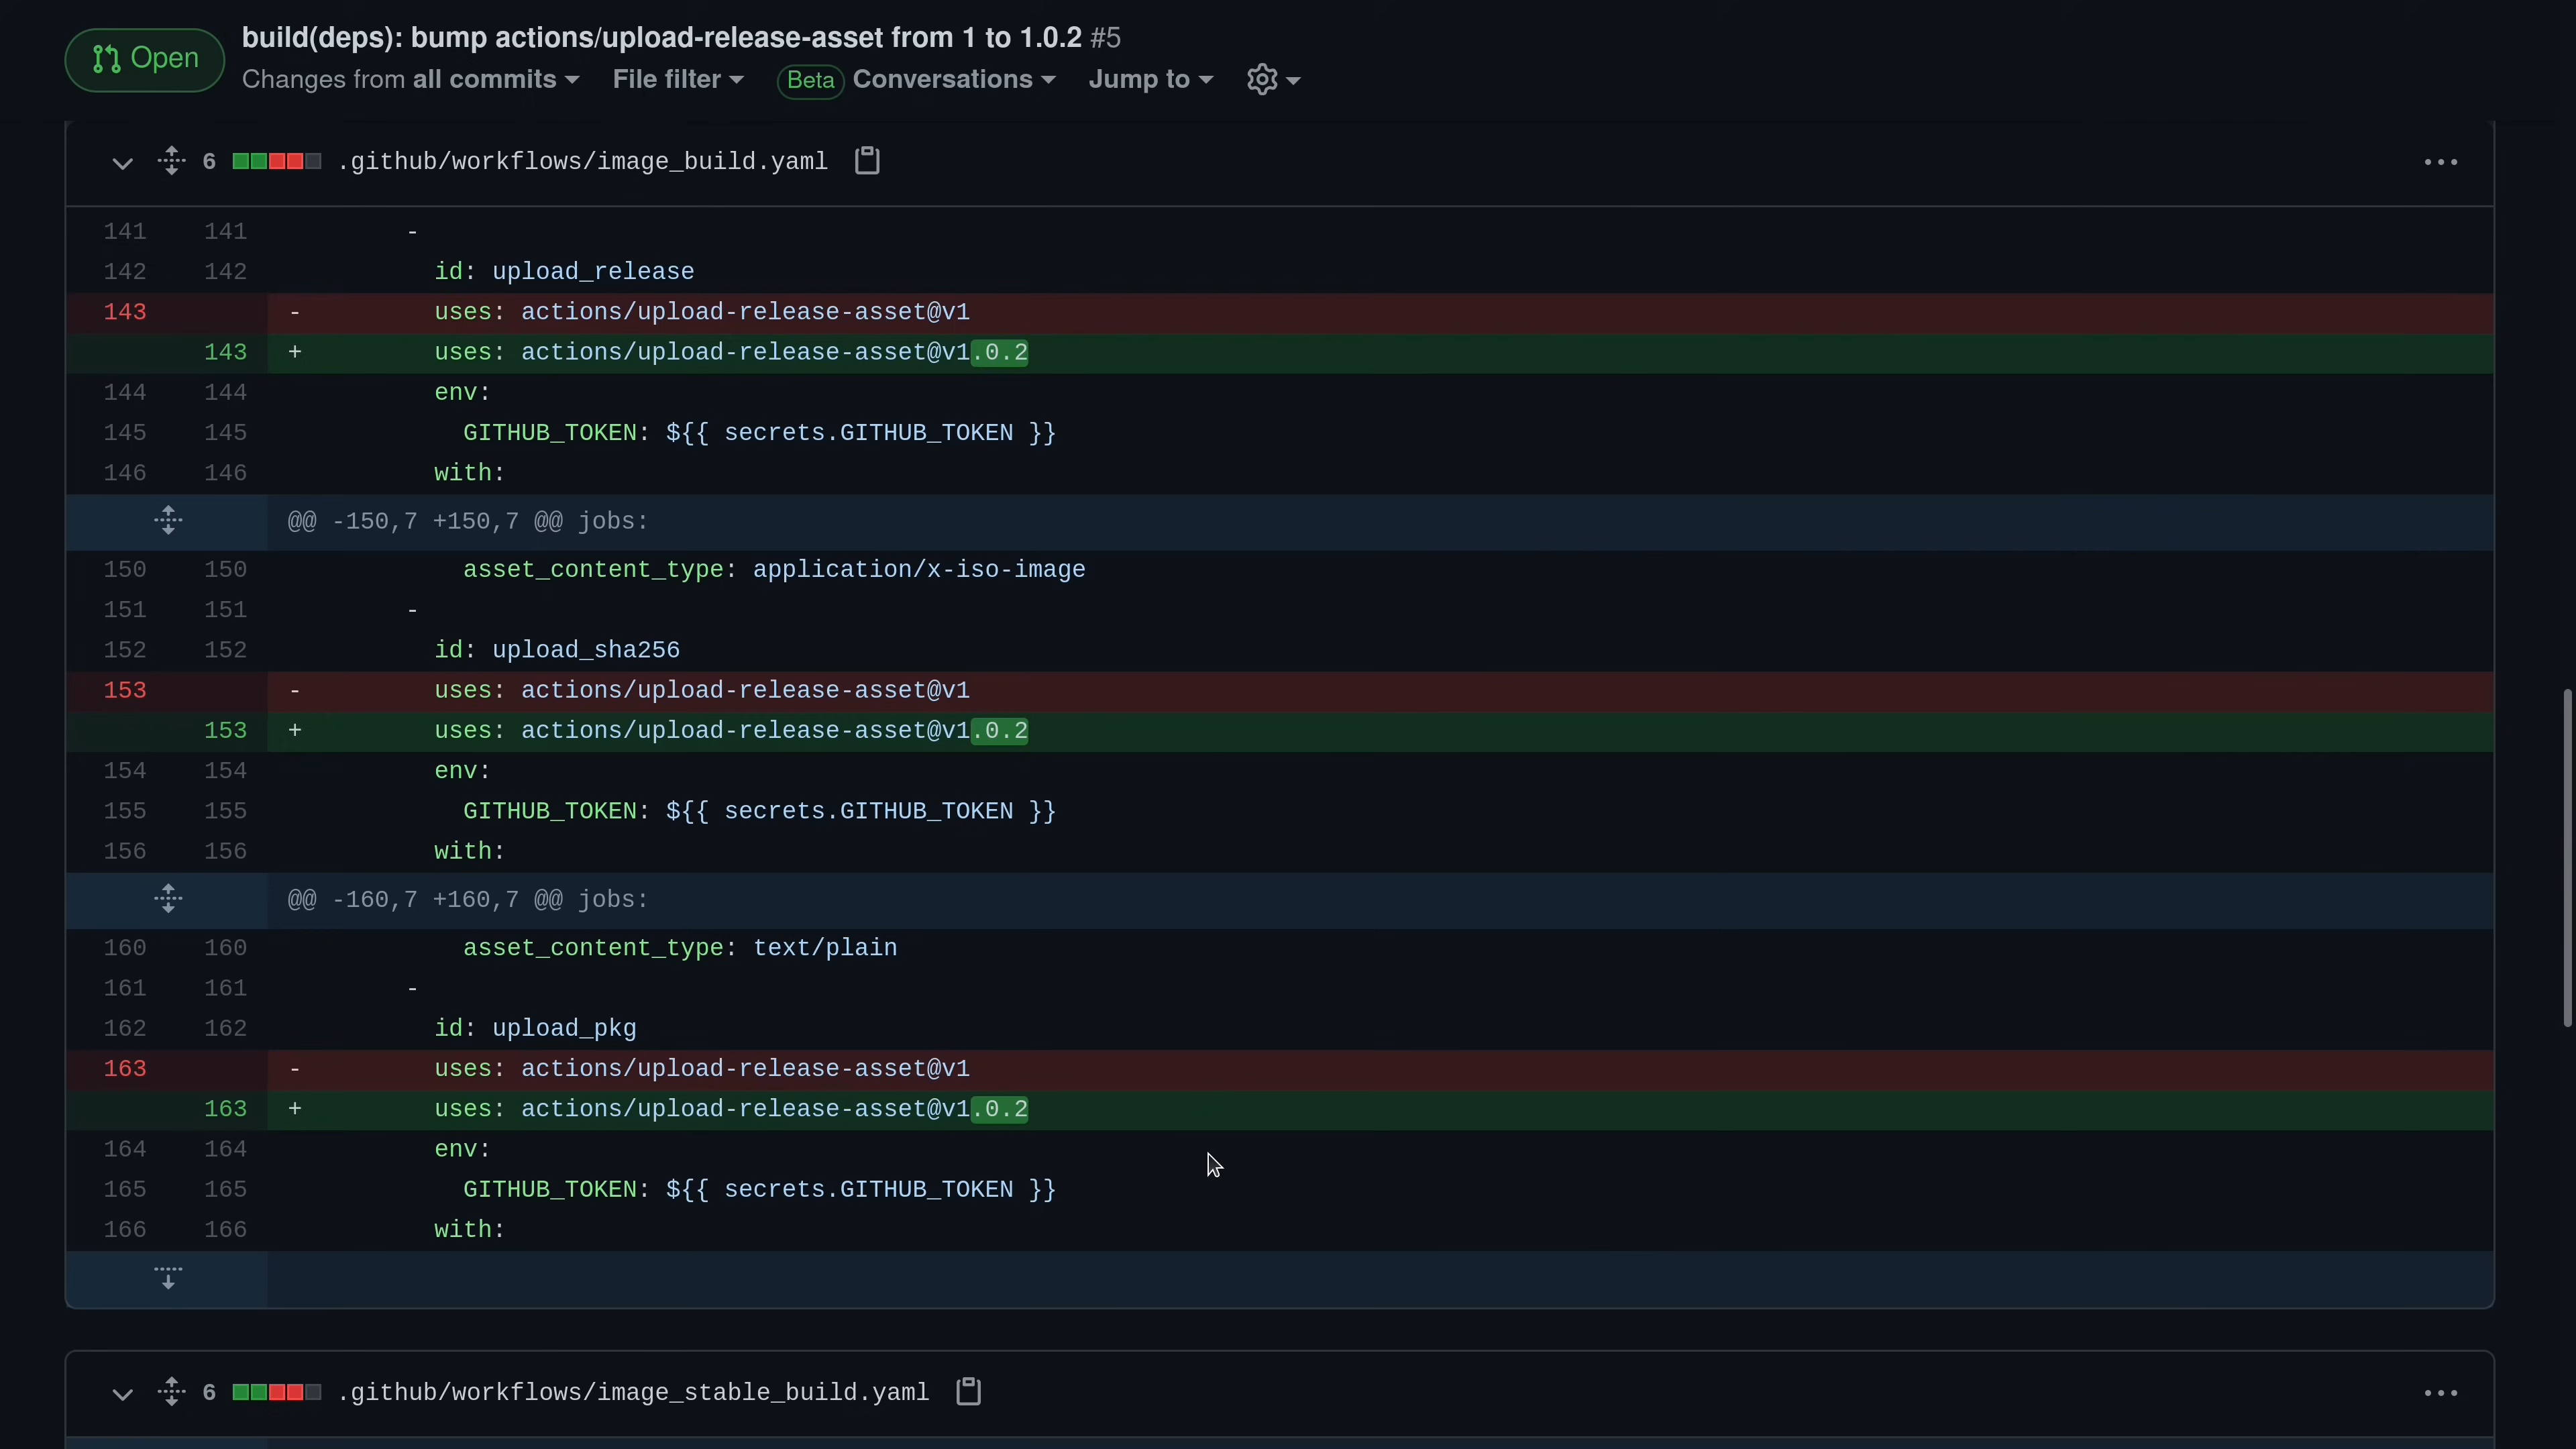 Open
build(deps): bump actions/upload-release-asset from 1 to 1.0.2 #5
Changes from all commits File filter Beta Conversations Jump to
6 .github/workflows/image_build.yaml
141 141 -
142 142 id: upload_release
143 - uses: actions/upload-release-asset@v1
143 + uses: actions/upload-release-asset@v1.0.2
144 144 env:
145 145 GITHUB_TOKEN: ${{ secrets.GITHUB_TOKEN }}
146 146 with:
@@ -150,7 +150,7 @@ jobs:
150 150 asset_content_type: application/x-iso-image
151 151 -
152 152 id: upload_sha256
153 - uses: actions/upload-release-asset@v1
153 + uses: actions/upload-release-asset@v1.0.2
154 154 env:
155 155 GITHUB_TOKEN: ${{ secrets.GITHUB_TOKEN }}
156 156 with:
@@ -160,7 +160,7 @@ jobs:
160 160 asset_content_type: text/plain
161 161 -
162 162 id: upload_pkg
163 - uses: actions/upload-release-asset@v1
163 + uses: actions/upload-release-asset@v1.0.2
164 164 env:
165 165 GITHUB_TOKEN: ${{ secrets.GITHUB_TOKEN }}
166 166 with:
6 .github/workflows/image_stable_build.yaml